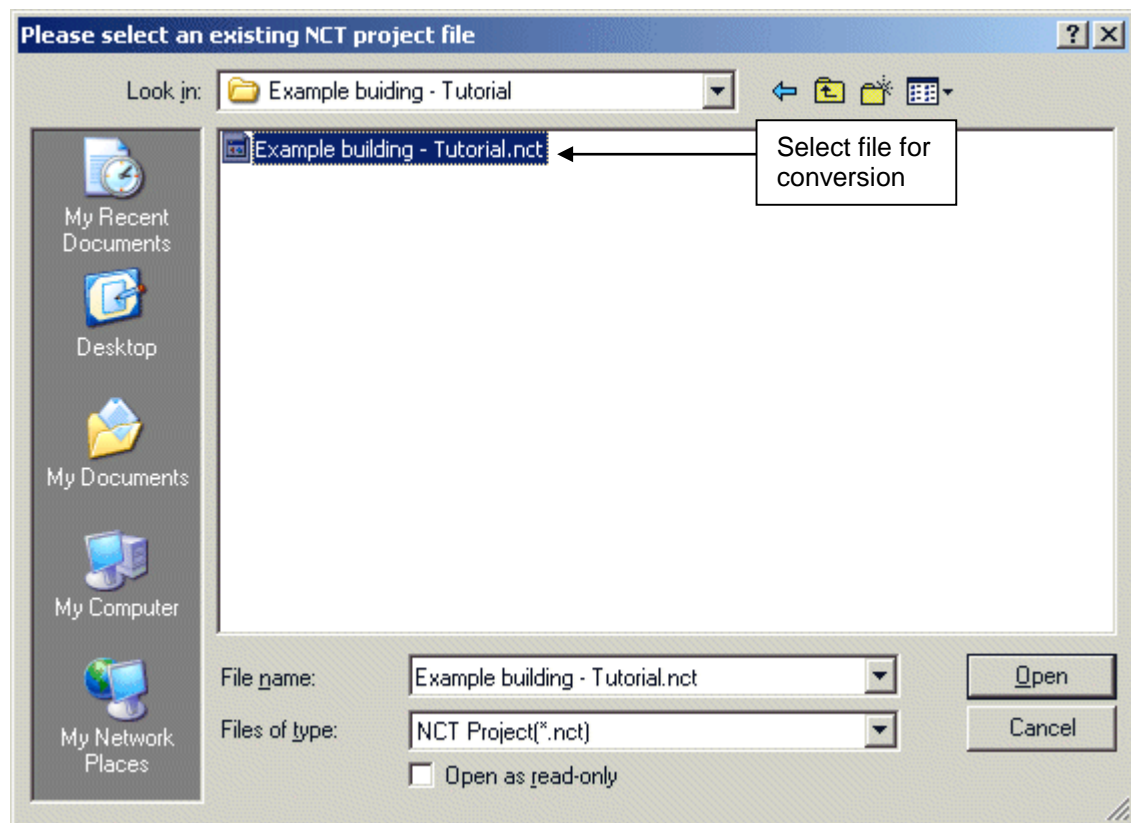 Please select an existing NCT project file
Look in:
Example buiding - Tutorial
Example building - Tutorial.nct
Select file for
conversion
My Recent
Documents
Desktop
My Documents
My Computer
My Network
Places
File name:
Example building - Tutorial.nct
Open
Files of type:
NCT Project(*.nct)
Cancel
Open as read-only